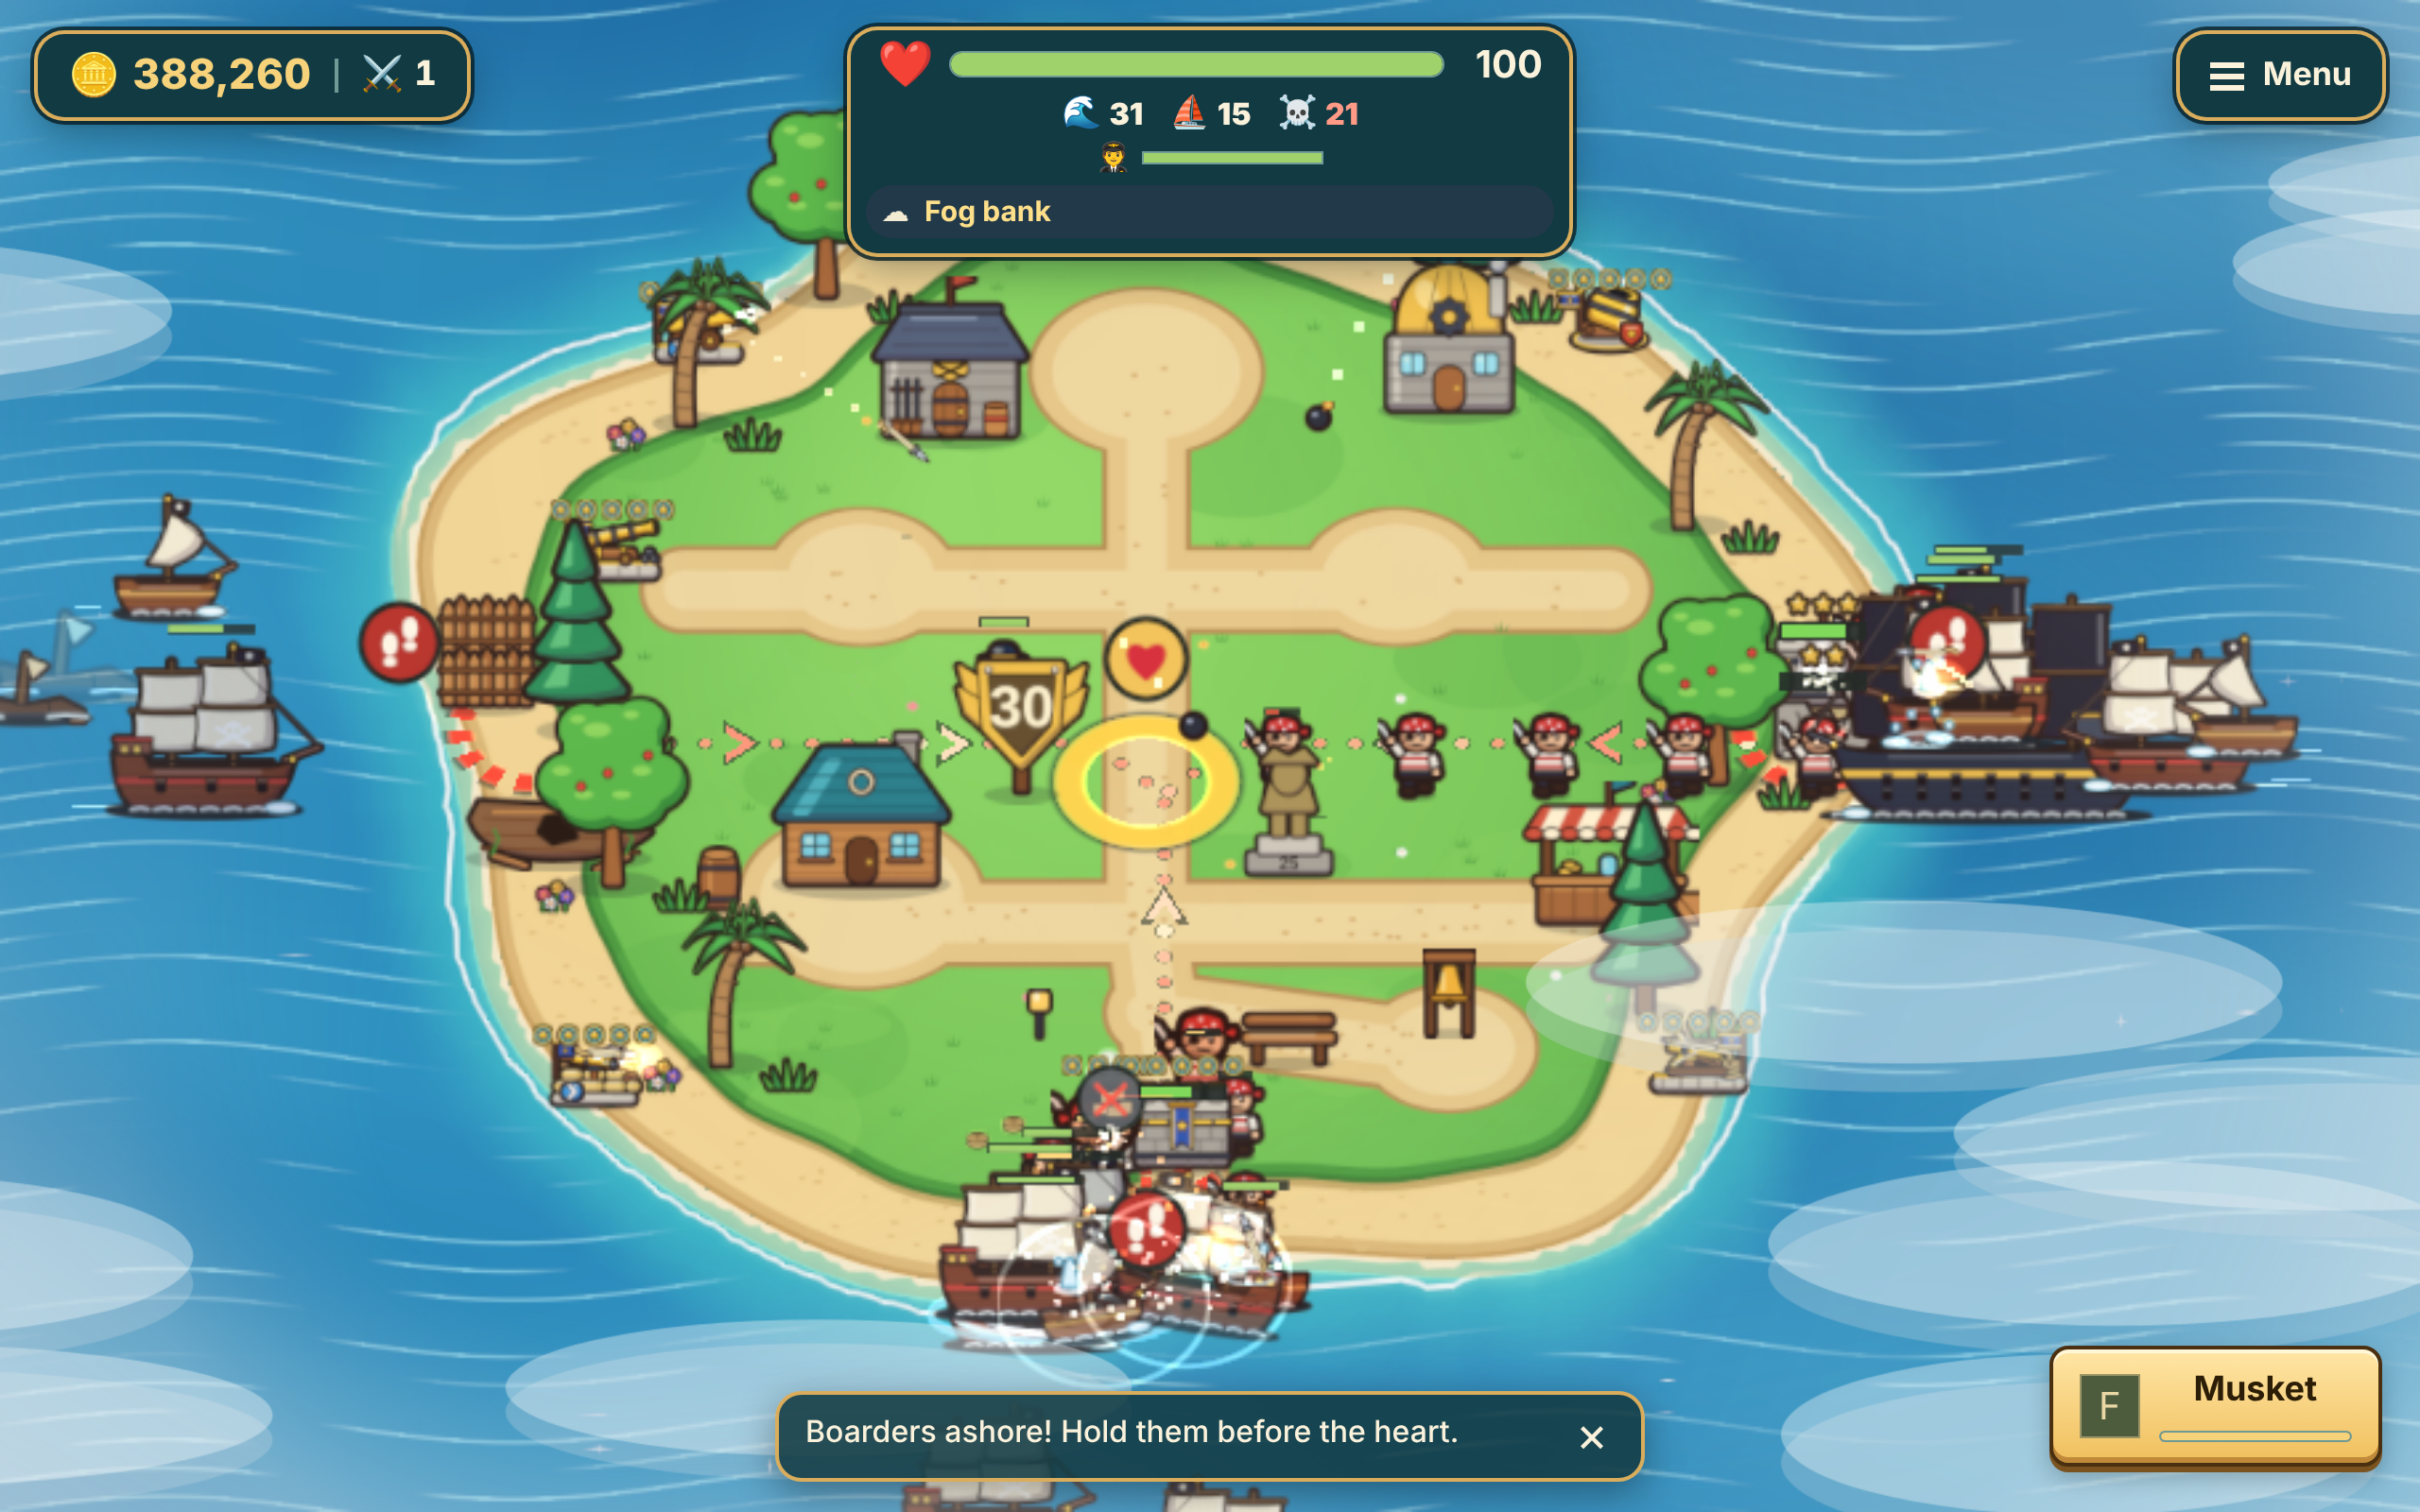 388,260 | 1
100
Menu
31 15 21
Fog bank
30
25
Boarders ashore! Hold them before the heart.
F Musket